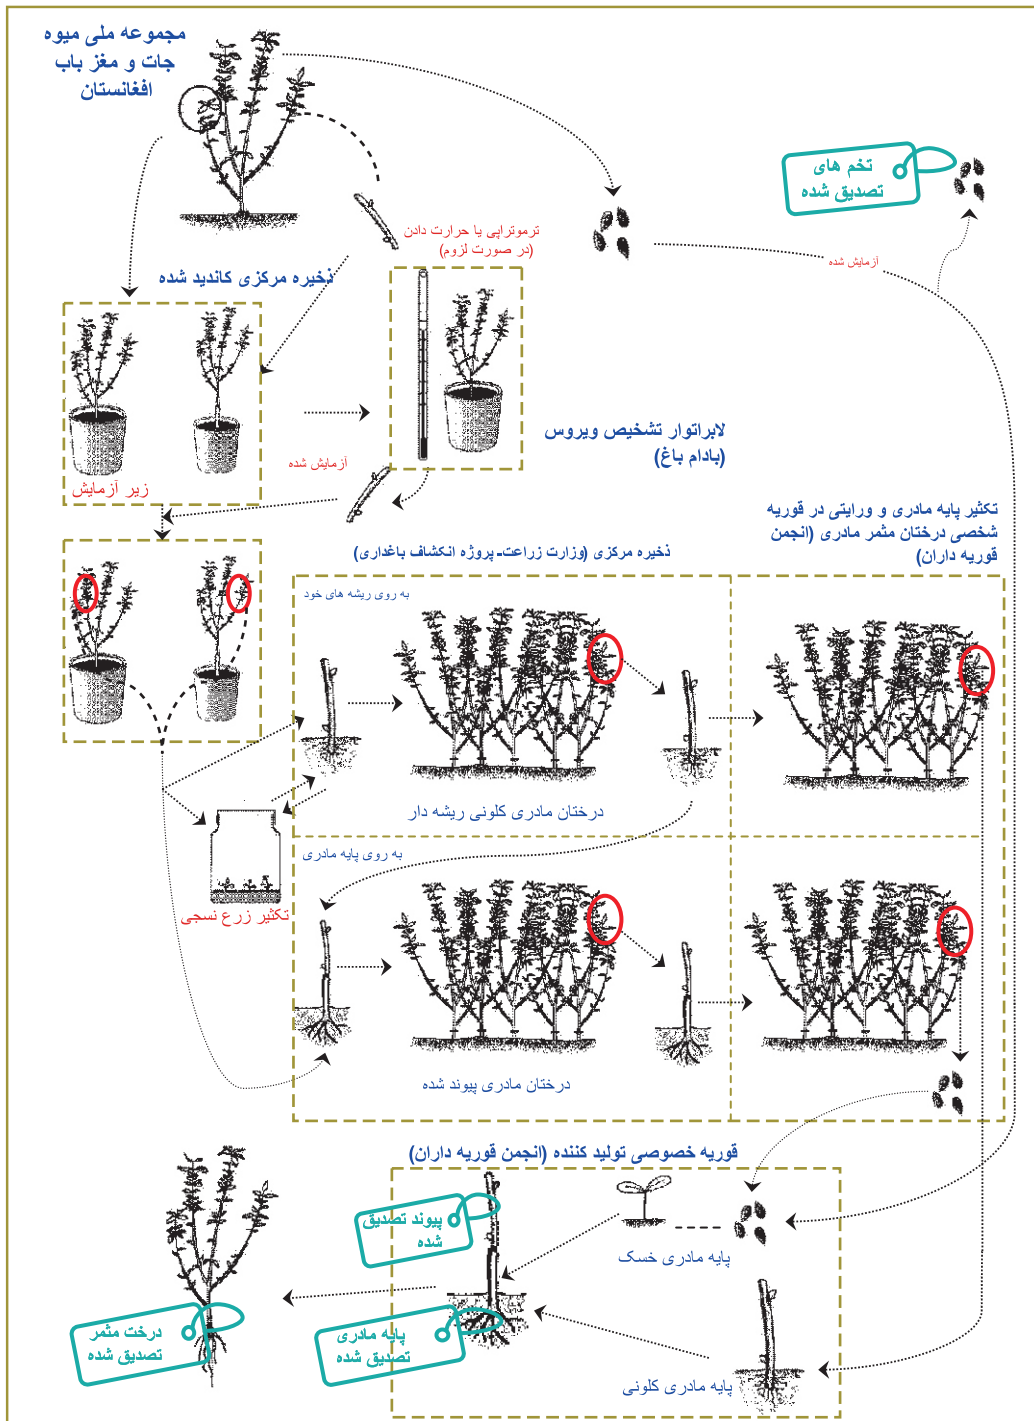 مجموعه ملی میوه
جات و مغز باب
افغانستان
تخم های
تصدیق شده
ترموتراپی یا حرارت دادن
(در صورت لزوم)
آزمایش شده
ذخیره مرکزی کاندید شده
لابراتوار تشخیص ویروس
(بادام باغ)
آزمایش شده
زیر آزمایش
تکثیر پایه مادری و ورایتی در قوریه
شخصی درختان مثمر مادری (انجمن
قوریه داران)
ذخیره مرکزی (وزارت زراعت- پروژه انکشاف باغداری)
به روی ریشه های خود
درختان مادری کلونی ریشه دار
به روی پایه مادری
تکثیر زرع نسجی
درختان مادری پیوند شده
قوریه خصوصی تولید کننده (انجمن قوریه داران)
پیوند تصدیق
شده
پایه مادری خسک
درخت مثمر
تصدیق شده
پایه مادری
تصدیق شده
پایه مادری کلونی